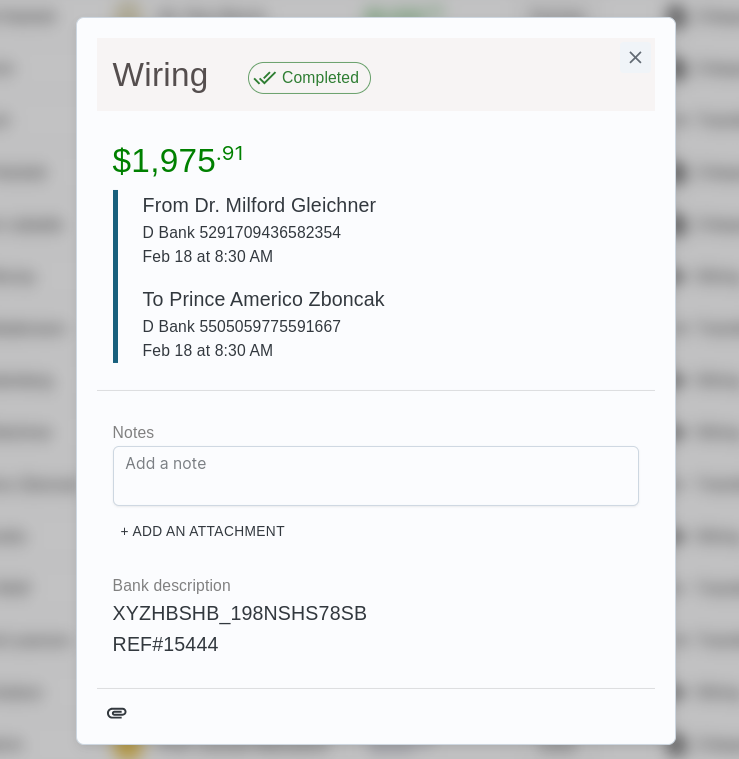 Wiring
Completed
$1,975.91
From Dr. Milford Gleichner
D Bank 5291709436582354
Feb 18 at 8:30 AM
To Prince Americo Zboncak
D Bank 5505059775591667
Feb 18 at 8:30 AM
Notes
Add a note
+ ADD AN ATTACHMENT
Bank description
XYZHBSHB_198NSHS78SB
REF#15444